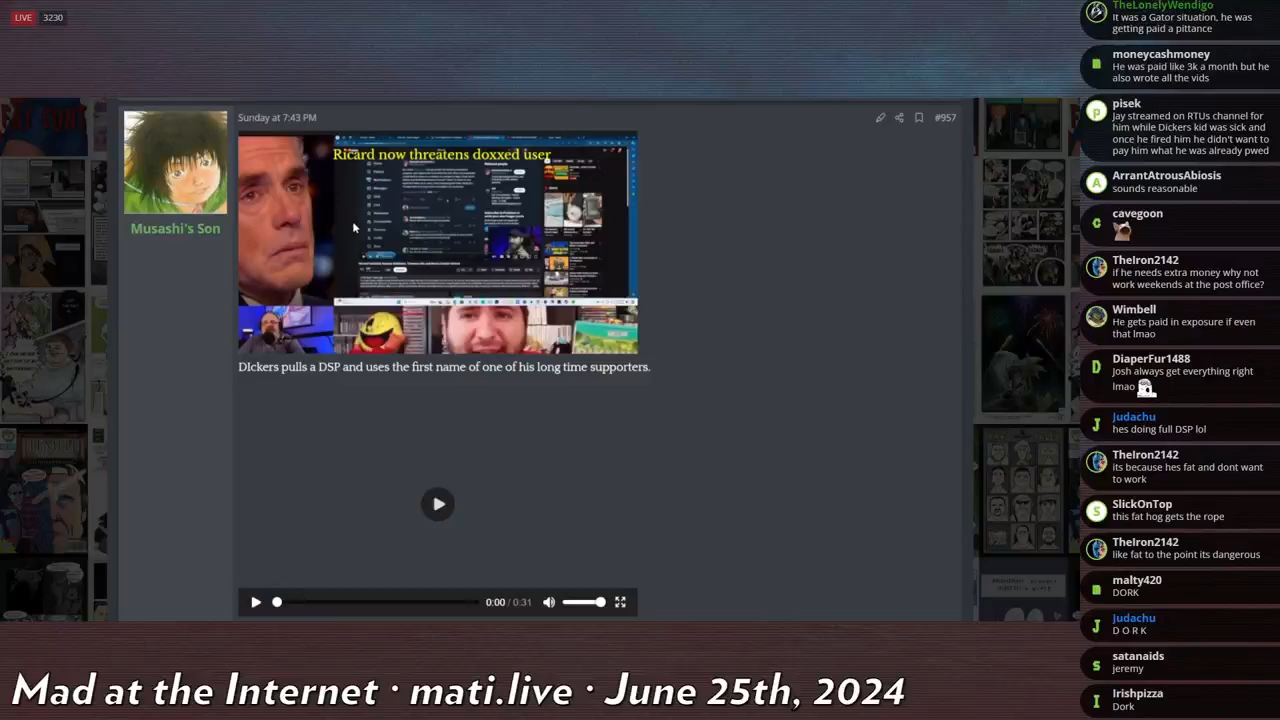 LIVE 3230
Sunday at 7:43 PM
#957
Ricard now threatens doxxed user
Musashi's Son
DIckers pulls a DSP and uses the first name of one of his long time supporters.
0:00 / 0:31
Mad at the Internet · mati.live · June 25th, 2024
TheLonelyWendigo
It was a Gator situation, he was
getting paid a pittance
moneycashmoney
He was paid like 3k a month but he
also wrote all the vids
pisek
Jay streamed on RTUs channel for
him while Dickers kid was sick and
once he fired him he didn't want to
pay him what he was already pwed
ArrantAtrousAbiosis
sounds reasonable
cavegoon
TheIron2142
if he needs extra money why not
work weekends at the post office?
Wimbell
He gets paid in exposure if even
that lmao
DiaperFur1488
Josh always get everything right
lmao
Judachu
hes doing full DSP lol
TheIron2142
its because hes fat and dont want
to work
SlickOnTop
this fat hog gets the rope
TheIron2142
like fat to the point its dangerous
malty420
DORK
Judachu
D O R K
satanaids
jeremy
Irishpizza
Dork